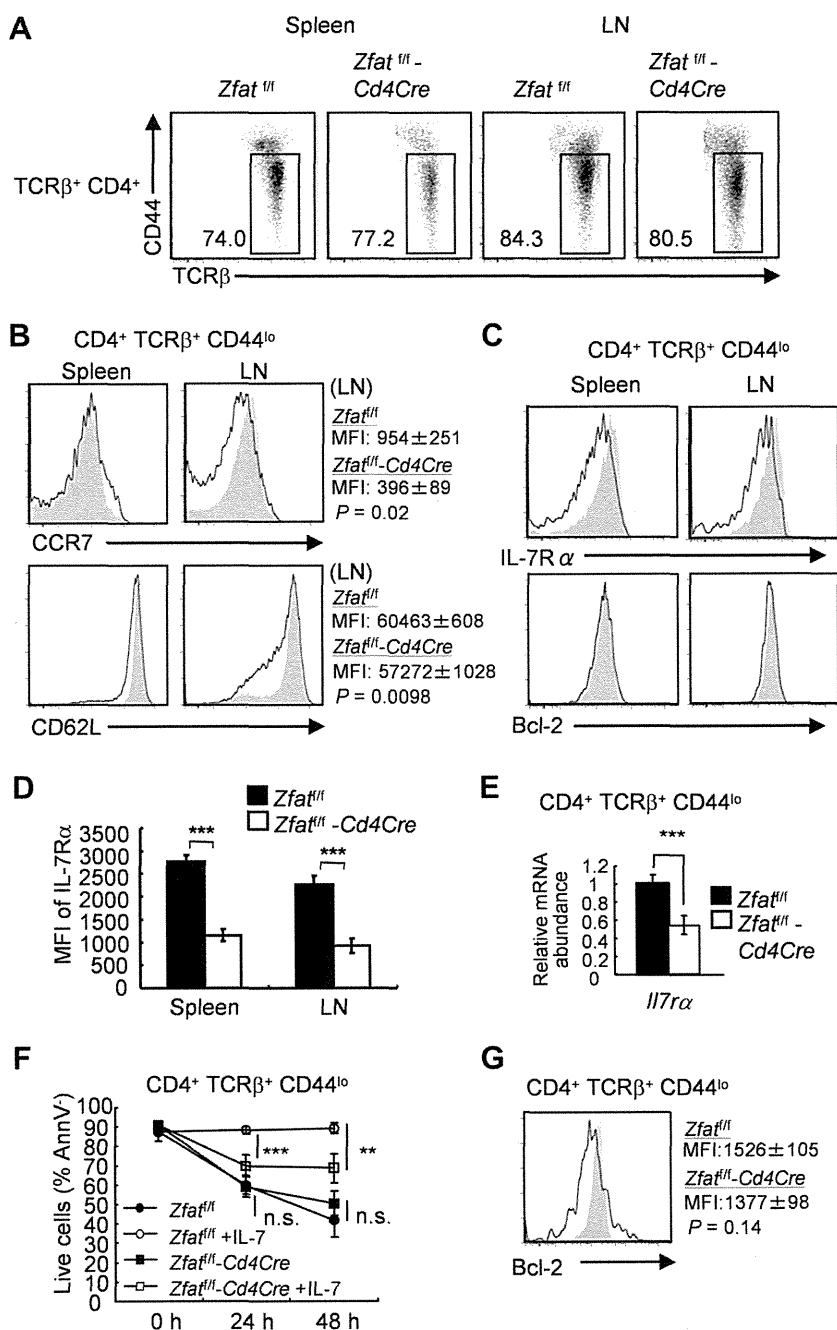 A
Spleen LN
Zfat f/f
Zfat f/f - Cd4Cre
Zfat f/f
Zfat f/f - Cd4Cre
TCRβ+ CD4+
CD44
74.0 77.2 84.3 80.5
TCRβ
B
CD4+ TCRβ+ CD44lo
Spleen LN
(LN)
Zfatf/f
MFI: 954±251
Zfatf/f-Cd4Cre
MFI: 396±89
P = 0.02
CCR7
(LN)
Zfatf/f
MFI: 60463±608
Zfatf/f-Cd4Cre
MFI: 57272±1028
P = 0.0098
CD62L
C
CD4+ TCRβ+ CD44lo
Spleen LN
IL-7Rα
Bcl-2
D
Zfatf/f
Zfatf/f -Cd4Cre
MFI of IL-7Rα
3500
3000
2500
2000
1500
1000
500
0
*** ***
Spleen LN
E
CD4+ TCRβ+ CD44lo
***
Relative mRNA
abundance
1.2
1
0.8
0.6
0.4
0.2
0
Zfatf/f
Zfatf/f -
Cd4Cre
Il7rα
F
CD4+ TCRβ+ CD44lo
Live cells (% AnnV-)
100
90
80
70
60
50
40
30
20
10
0
*** **
n.s. n.s.
Zfatf/f
Zfatf/f +IL-7
Zfatf/f-Cd4Cre
Zfatf/f-Cd4Cre +IL-7
0 h 24 h 48 h
G
CD4+ TCRβ+ CD44lo
Zfatf/f
MFI:1526±105
Zfatf/f-Cd4Cre
MFI:1377±98
P = 0.14
Bcl-2